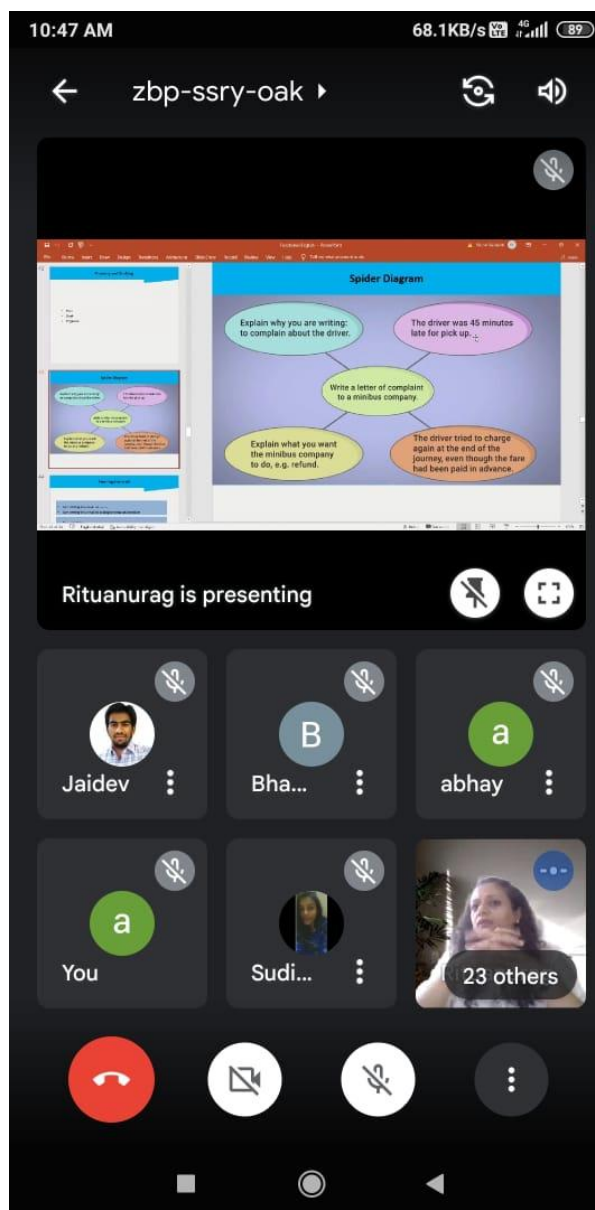 10:47 AM
68.1KB/s Vo LTE 4G 89
zbp-ssry-oak
Spider Diagram
Explain why you are writing:
to complain about the driver.
The driver was 45 minutes
late for pick up.
Write a letter of complaint
to a minibus company.
Explain what you want
the minibus company
to do, e.g. refund.
The driver tried to charge
again at the end of the
journey, even though the fare
had been paid in advance.
Rituanurag is presenting
Jaidev
B
Bha...
a
abhay
a
You
Sudi...
23 others